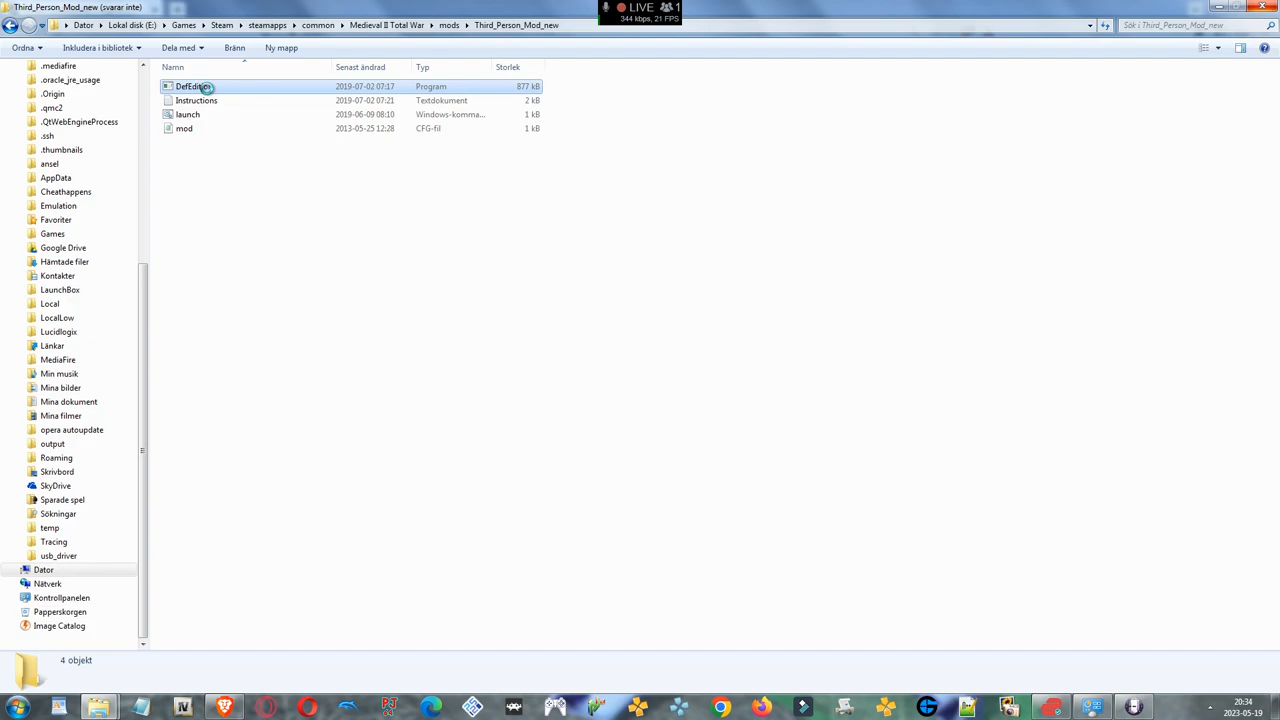 Third_Person_Mod_new (svarar inte)
LIVE 1
344 kbps, 21 FPS
Dator Lokal disk (E:) Games Steam steamapps common Medieval II Total War mods Third_Person_Mod_new
Sök i Third_Person_Mod_new
Ordna Inkludera i bibliotek Dela med Bränn Ny mapp
Namn Senast ändrad Typ Storlek
2019-07-02 07:17 Program 877 kB
Instructions 2019-07-02 07:21 Textdokument 2 kB
launch 2019-06-09 08:10 Windows-komma... 1 kB
mod 2013-05-25 12:28 CFG-fil 1 kB
.mediafire
.oracle_jre_usage
.Origin
.qmc2
.QtWebEngineProcess
.ssh
.thumbnails
ansel
AppData
Cheathappens
Emulation
Favoriter
Games
Google Drive
Hämtade filer
Kontakter
LaunchBox
Local
LocalLow
Lucidlogix
Länkar
MediaFire
Min musik
Mina bilder
Mina dokument
Mina filmer
opera autoupdate
output
Roaming
Skrivbord
SkyDrive
Sparade spel
Sökningar
temp
Tracing
usb_driver
Dator
Nätverk
Kontrollpanelen
Papperskorgen
Image Catalog
4 objekt
20:34
2023-05-19